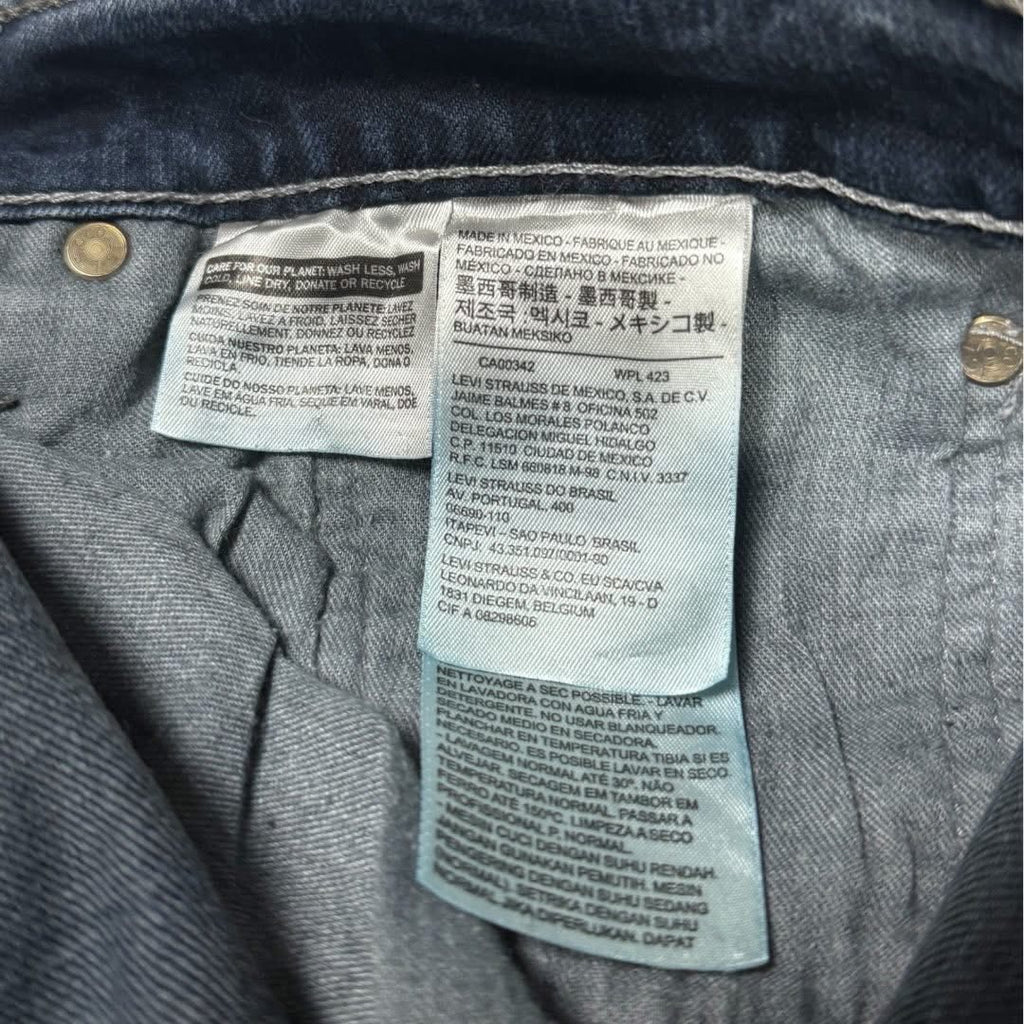 CARE FOR OUR PLANET: WASH LESS, WASH
COLD, LINE DRY, DONATE OR RECYCLE
PRENEZ SOIN DE NOTRE PLANETE: LAVEZ
MOINS, LAVEZ A FROID, LAISSEZ SECHER
NATURELLEMENT, DONNEZ OU RECYCLEZ
CUIDA NUESTRO PLANETA: LAVA MENOS,
LAVA EN FRIO, TIENDE LA ROPA, DONA O
RECICLA.
CUIDE DO NOSSO PLANETA: LAVE MENOS,
LAVE EM AGUA FRIA, SEQUE EM VARAL, DOE
OU RECICLE.
MADE IN MEXICO - FABRIQUE AU MEXIQUE -
FABRICADO EN MEXICO - FABRICADO NO
MÉXICO - СДЕЛАНО В МЕКСИКЕ -
墨西哥制造 - 墨西哥製 -
제조국 멕시코 - メキシコ製 -
BUATAN MEKSIKO
CA00342 WPL 423
LEVI STRAUSS DE MEXICO, S.A. DE C.V.
JAIME BALMES # 8 OFICINA 502
COL. LOS MORALES POLANCO
DELEGACION MIGUEL HIDALGO
C.P. 11510 CIUDAD DE MEXICO
R.F.C. LSM 680818 M-98 C.N.I.V. 3337
LEVI STRAUSS DO BRASIL
AV. PORTUGAL, 400
06690-110
ITAPEVI – SAO PAULO BRASIL
CNPJ: 43.351.097/0001-90
LEVI STRAUSS & CO. EU SCA/CVA
LEONARDO DA VINCILAAN, 19 - D
1831 DIEGEM, BELGIUM
CIF A 08298606
NETTOYAGE A SEC POSSIBLE. - LAVAR
EN LAVADORA CON AGUA FRIA Y
DETERGENTE. NO USAR BLANQUEADOR.
SECADO MEDIO EN SECADORA.
PLANCHAR EN TEMPERATURA TIBIA SI ES
NECESARIO. ES POSIBLE LAVAR EN SECO.
- LAVAGEM NORMAL ATÉ 30º. NÃO
ALVEJAR. SECAGEM EM TAMBOR EM
TEMPERATURA NORMAL. PASSAR A
FERRO ATÉ 150ºC. LIMPEZA A SECO
PROFISSIONAL P, NORMAL.
- MESIN CUCI DENGAN SUHU RENDAH.
JANGAN GUNAKAN PEMUTIH. MESIN
PENGERING DENGAN SUHU SEDANG
(NORMAL). SETRIKA DENGAN SUHU
NORMAL JIKA DIPERLUKAN. DAPAT